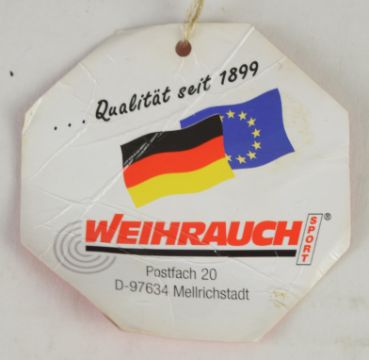 ... Qualität seit 1899
WEIHRAUCH ®
SPORT
Postfach 20
D-97634 Mellrichstadt